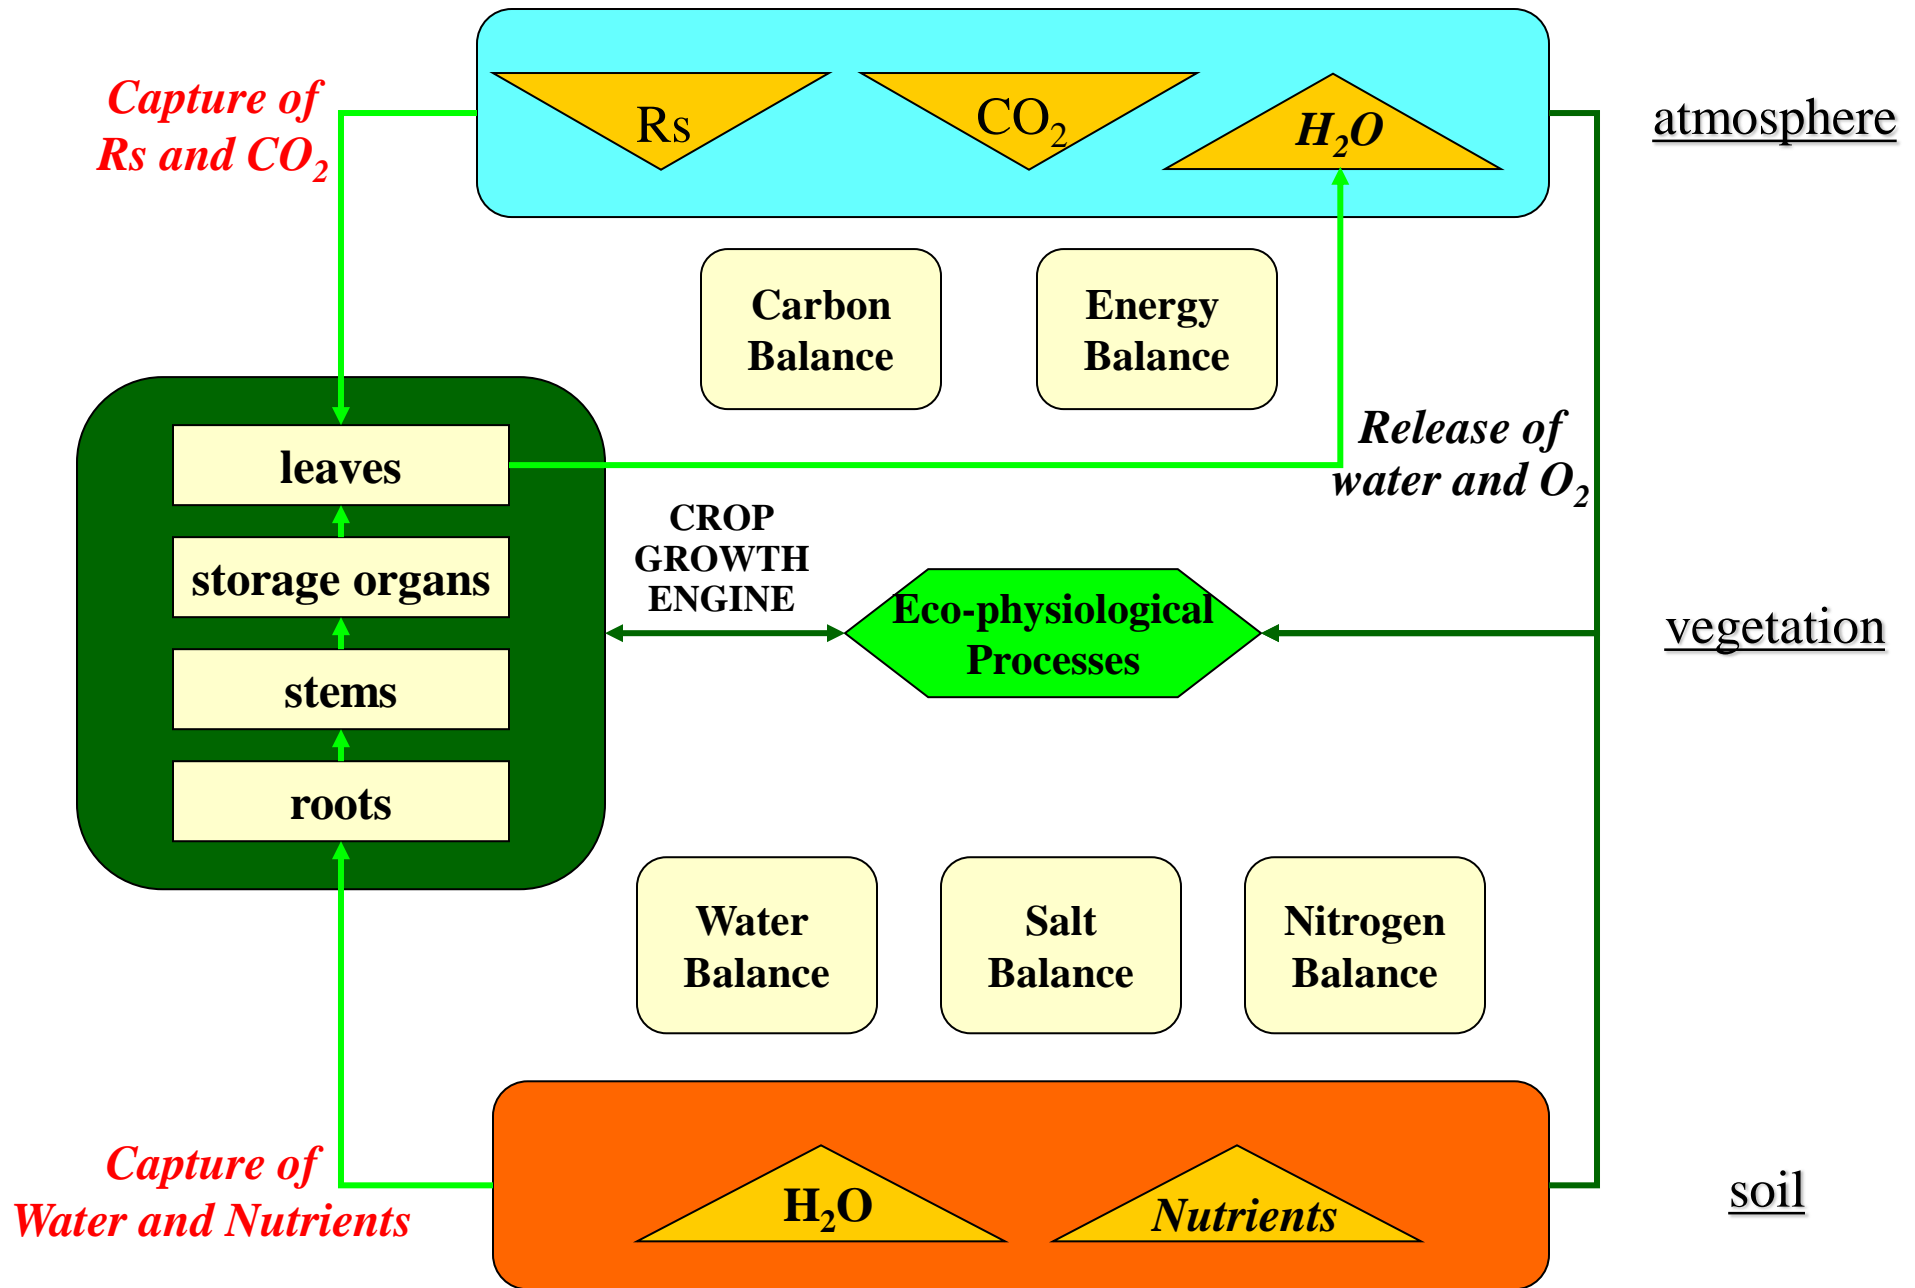 Capture of
Rs and CO₂
Rs
CO₂
H₂O
atmosphere
Carbon
Balance
Energy
Balance
Release of
water and O₂
leaves
storage organs
stems
roots
CROP
GROWTH
ENGINE
Eco-physiological
Processes
vegetation
Water
Balance
Salt
Balance
Nitrogen
Balance
Capture of
Water and Nutrients
H₂O
Nutrients
soil